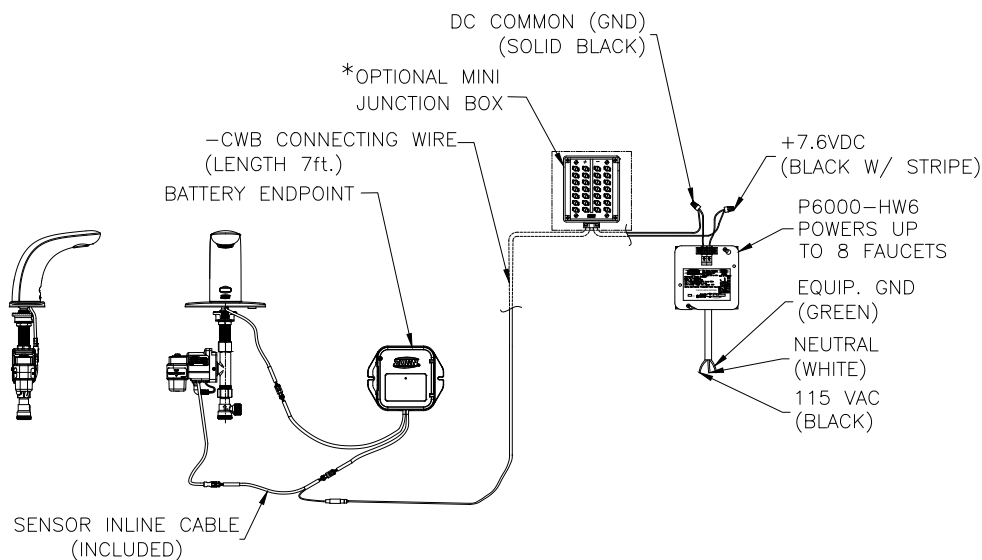 DC COMMON (GND)
(SOLID BLACK)
*OPTIONAL MINI
JUNCTION BOX
-CWB CONNECTING WIRE
(LENGTH 7ft.)
BATTERY ENDPOINT
+7.6VDC
(BLACK W/ STRIPE)
P6000-HW6
POWERS UP
TO 8 FAUCETS
EQUIP. GND
(GREEN)
NEUTRAL
(WHITE)
115 VAC
(BLACK)
SENSOR INLINE CABLE
(INCLUDED)